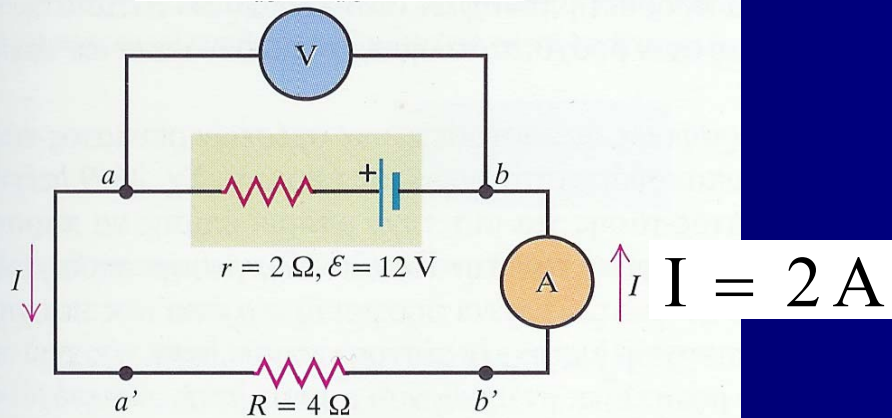 V
a
+
b
r = 2 Ω, ℰ = 12 V
I
A
I
I = 2 A
a'
R = 4 Ω
b'